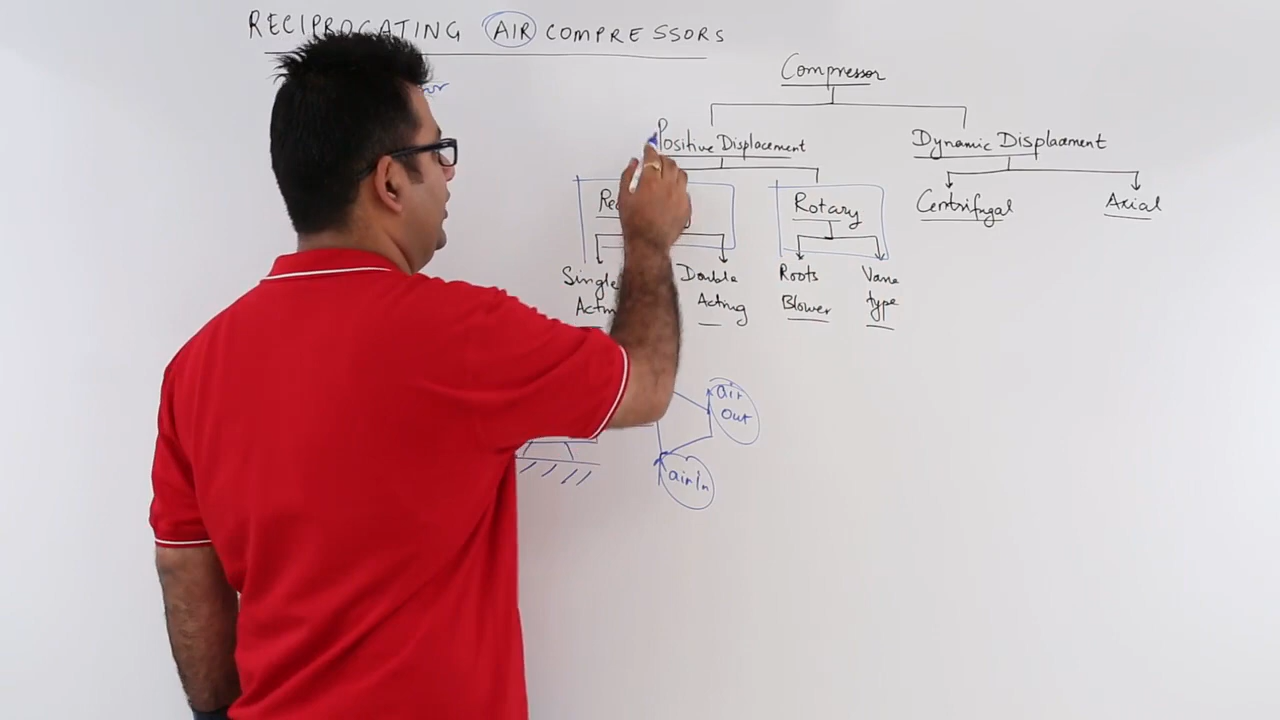 RECIPROCATING AIR COMPRESSORS
Compressor
Positive Displacement
Dynamic Displacement
Rotary
Centrifugal
Axial
Single
Double
Roots
Vane
Acting
Blower
type
air
out
air In